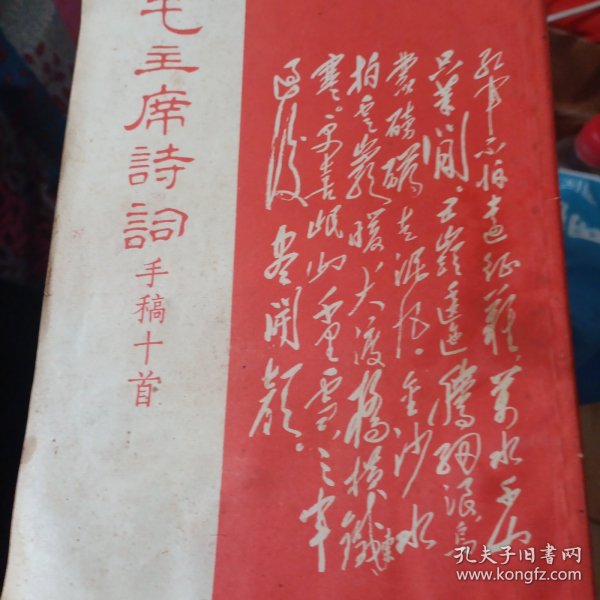 毛主席詩詞
手稿十首
紅軍不怕遠征難，萬水千山
只等閒。五嶺逶迤騰細浪，烏
蒙磅礴走泥丸。金沙水
拍雲崖暖，大渡橋橫鐵索
寒。更喜岷山千里雪，三軍
過後盡開顏。
孔夫子旧书网
www.kongfz.com